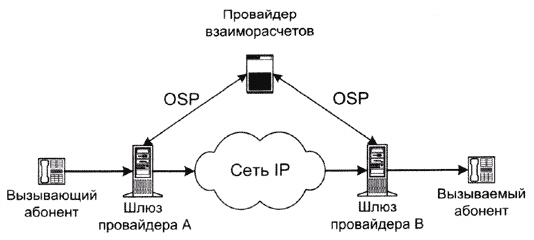 Провайдер
взаиморасчетов
OSP
OSP
Сеть IP
Вызывающий
абонент
Шлюз
провайдера А
Шлюз
провайдера В
Вызываемый
абонент